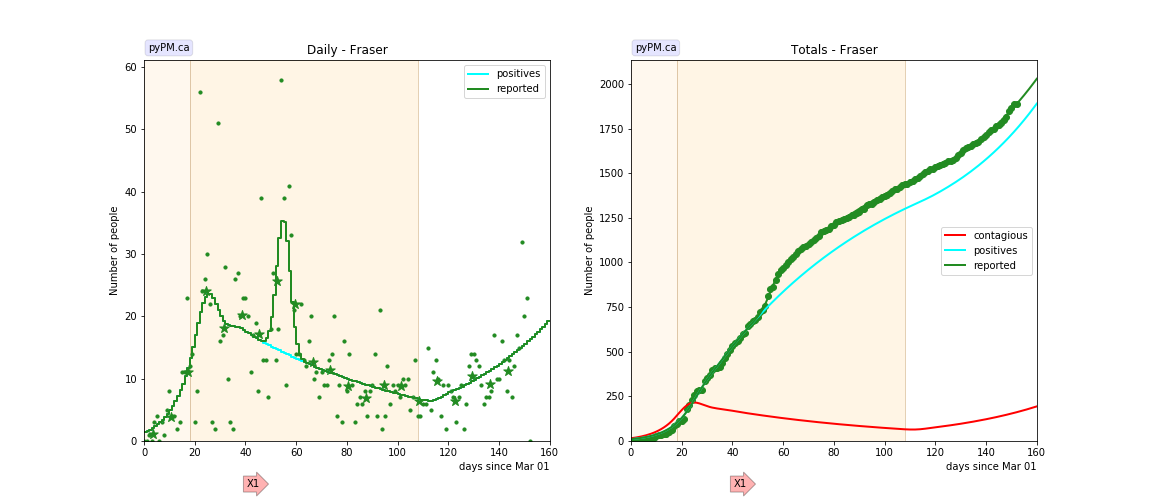 pyPM.ca
Daily - Fraser
Number of people
60
50
40
30
20
10
0
0 20 40 60 80 100 120 140 160
days since Mar 01
positives
reported
X1
pyPM.ca
Totals - Fraser
Number of people
2000
1750
1500
1250
1000
750
500
250
0
0 20 40 60 80 100 120 140 160
days since Mar 01
contagious
positives
reported
X1